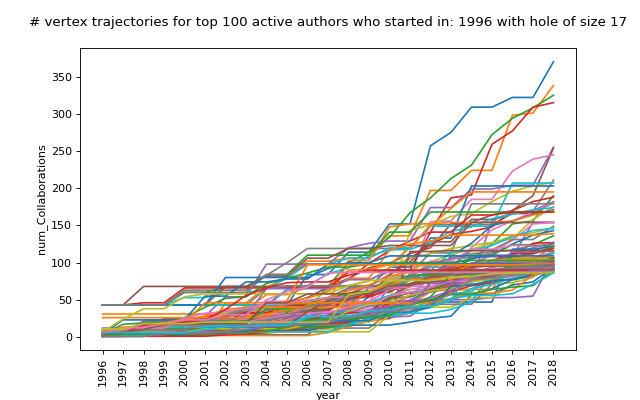 # vertex trajectories for top 100 active authors who started in: 1996 with hole of size 17
num_Collaborations
350
300
250
200
150
100
50
0
1996 1997 1998 1999 2000 2001 2002 2003 2004 2005 2006 2007 2008 2009 2010 2011 2012 2013 2014 2015 2016 2017 2018
year